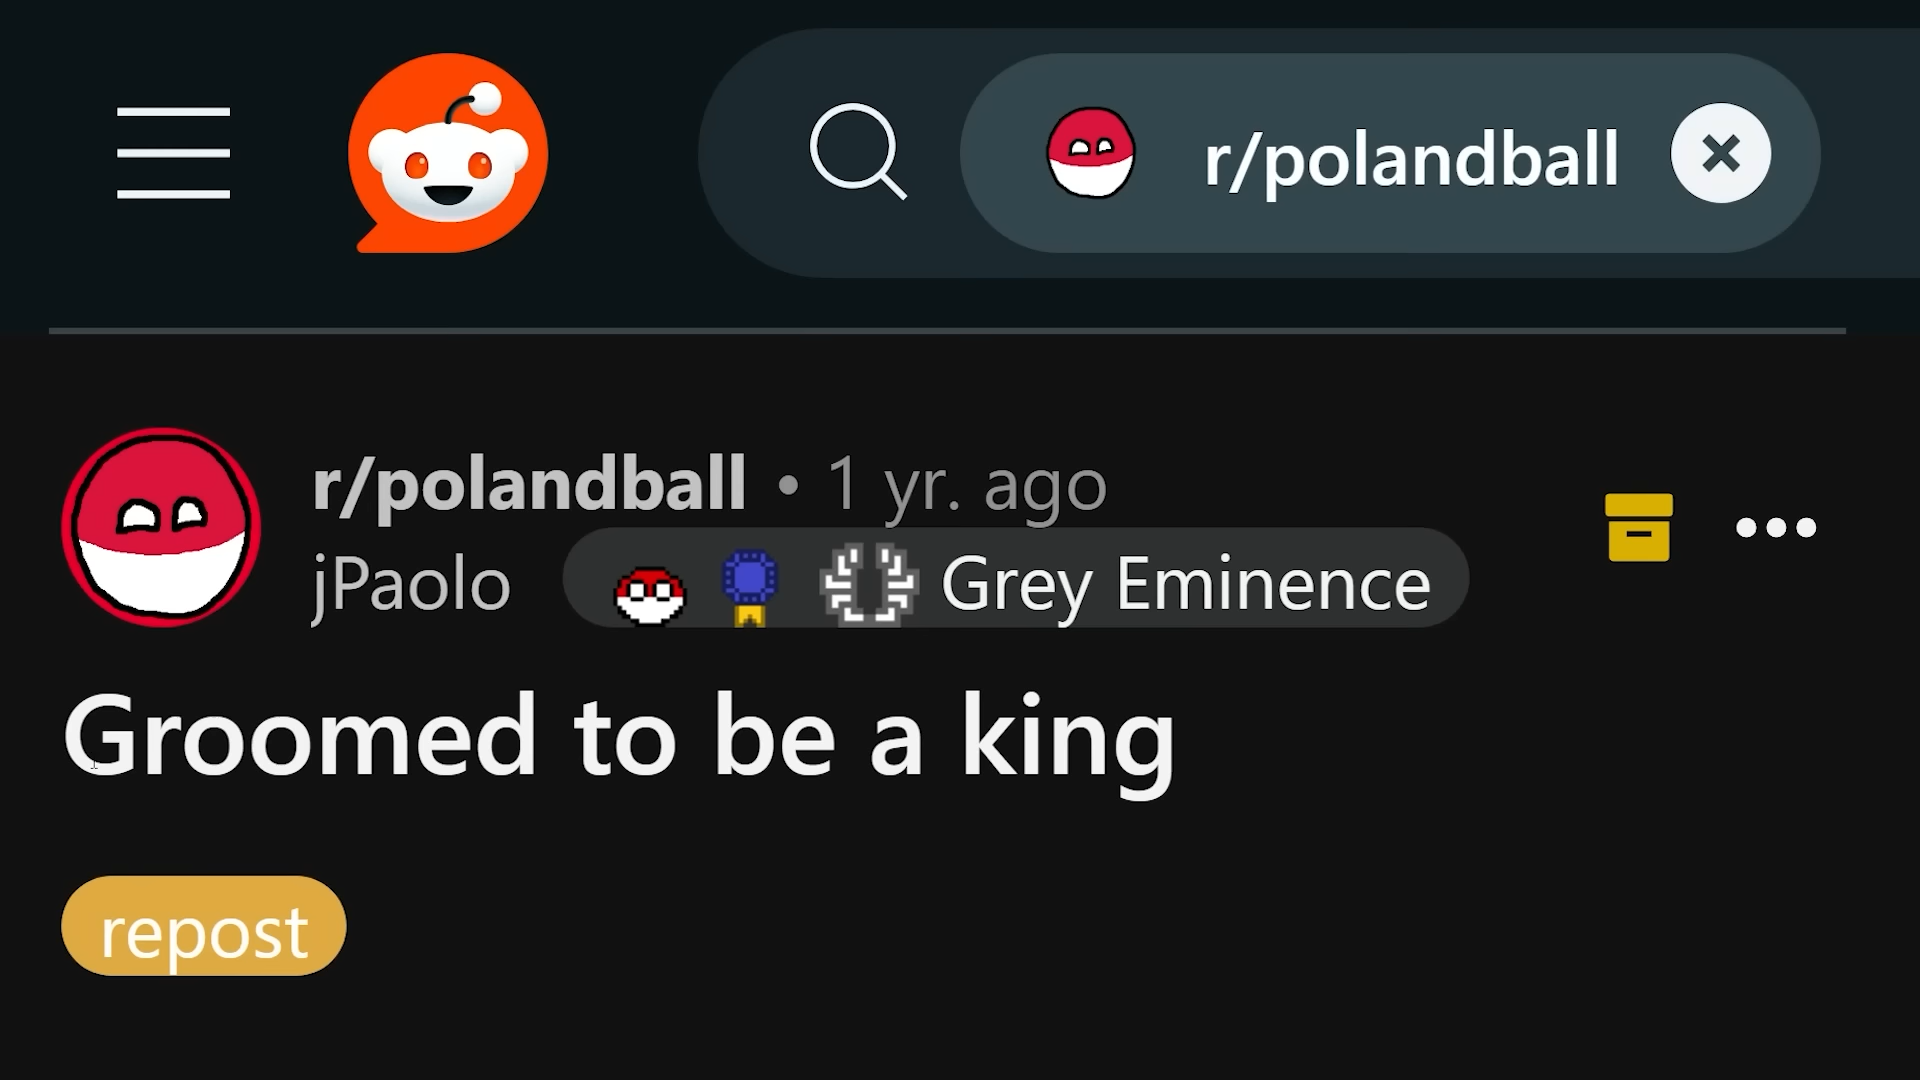 r/polandball
r/polandball • 1 yr. ago
jPaolo Grey Eminence
Groomed to be a king
repost